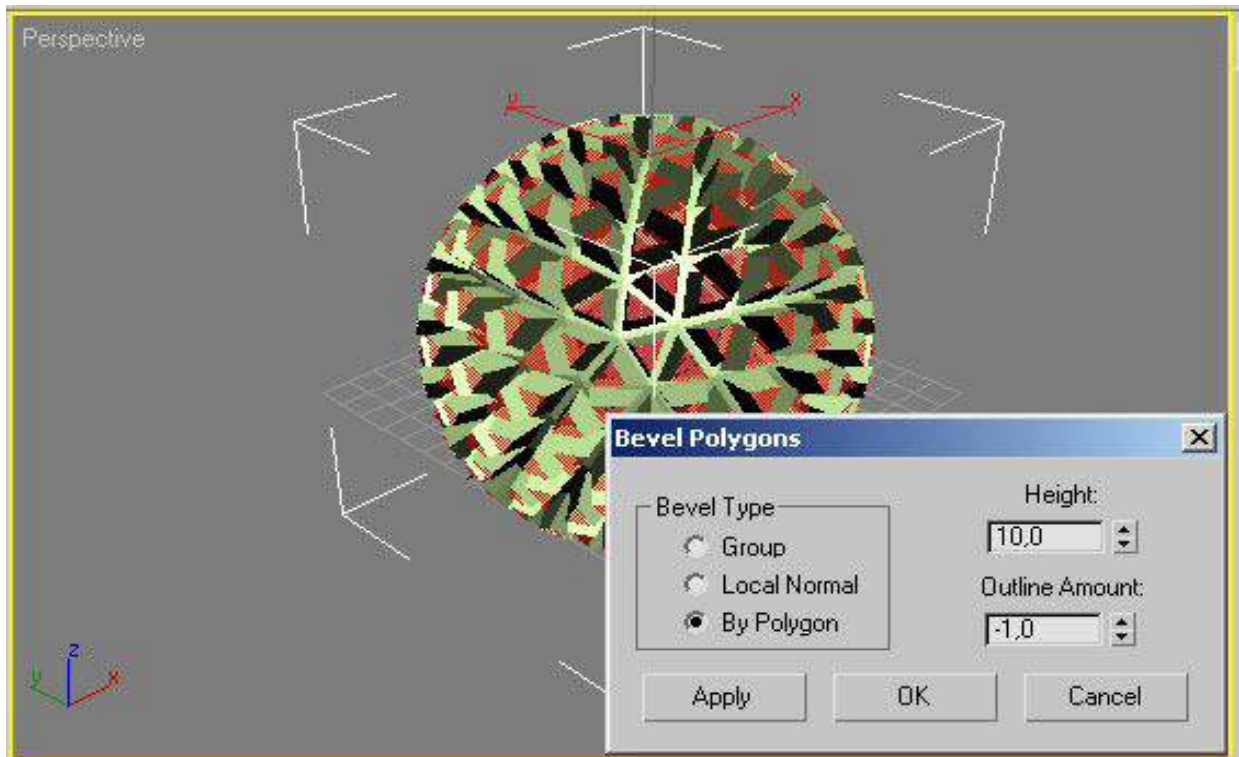 Perspective
y
x
Bevel Polygons
Bevel Type
Group
Local Normal
By Polygon
Height:
10,0
Outline Amount:
-1,0
Apply
OK
Cancel
z
y
x